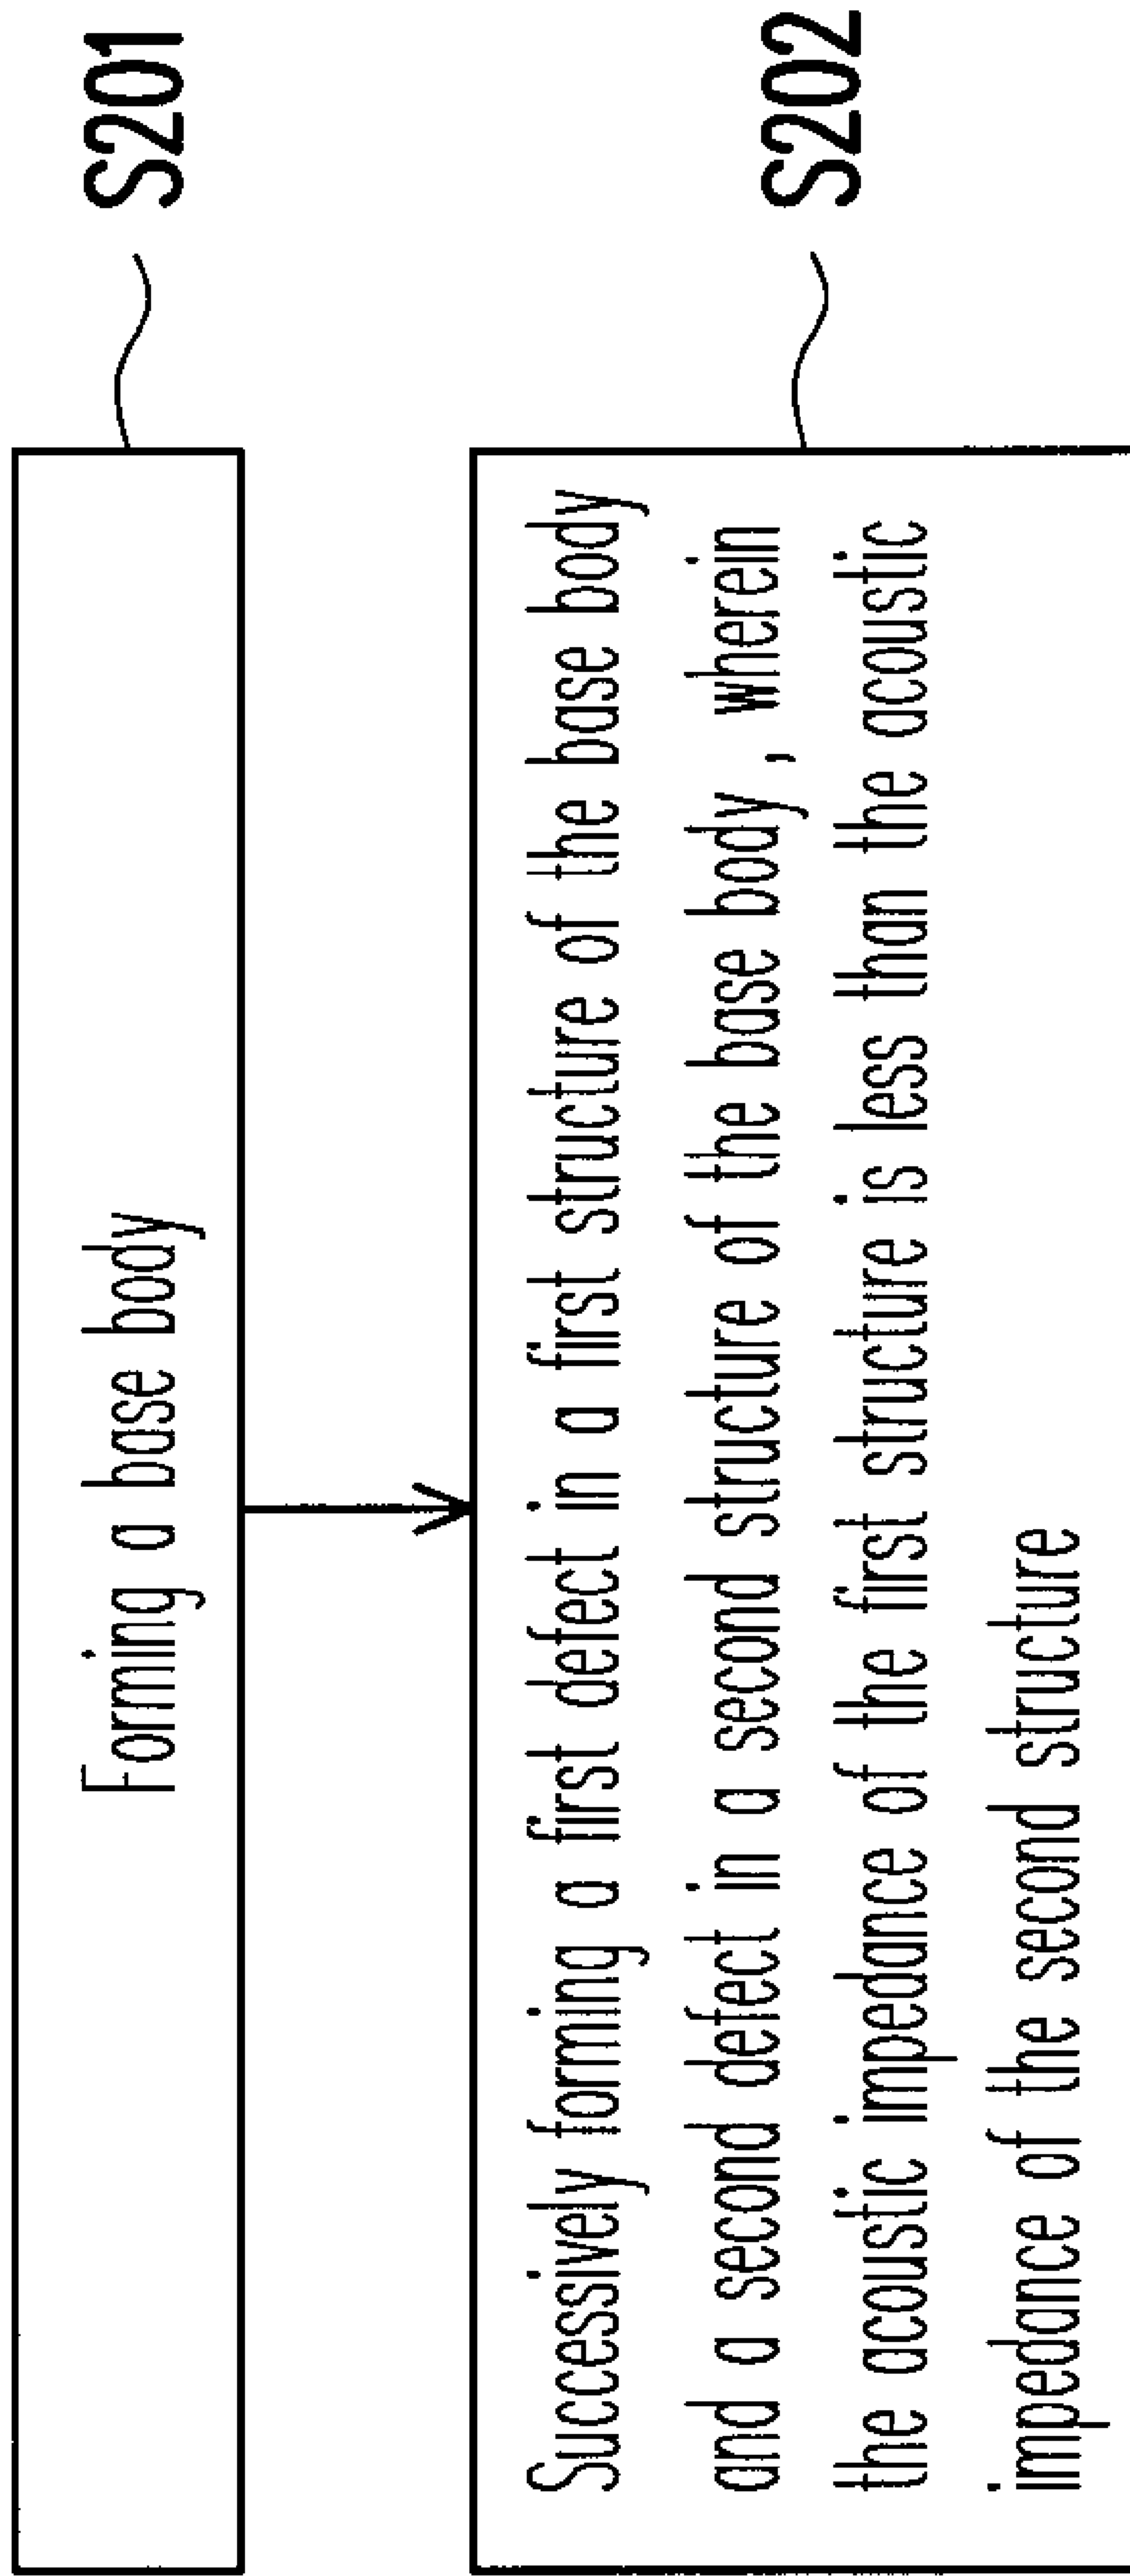 Forming a base body
S201
Successively forming a first defect in a first structure of the base body
and a second defect in a second structure of the base body, wherein
the acoustic impedance of the first structure is less than the acoustic
impedance of the second structure
S202